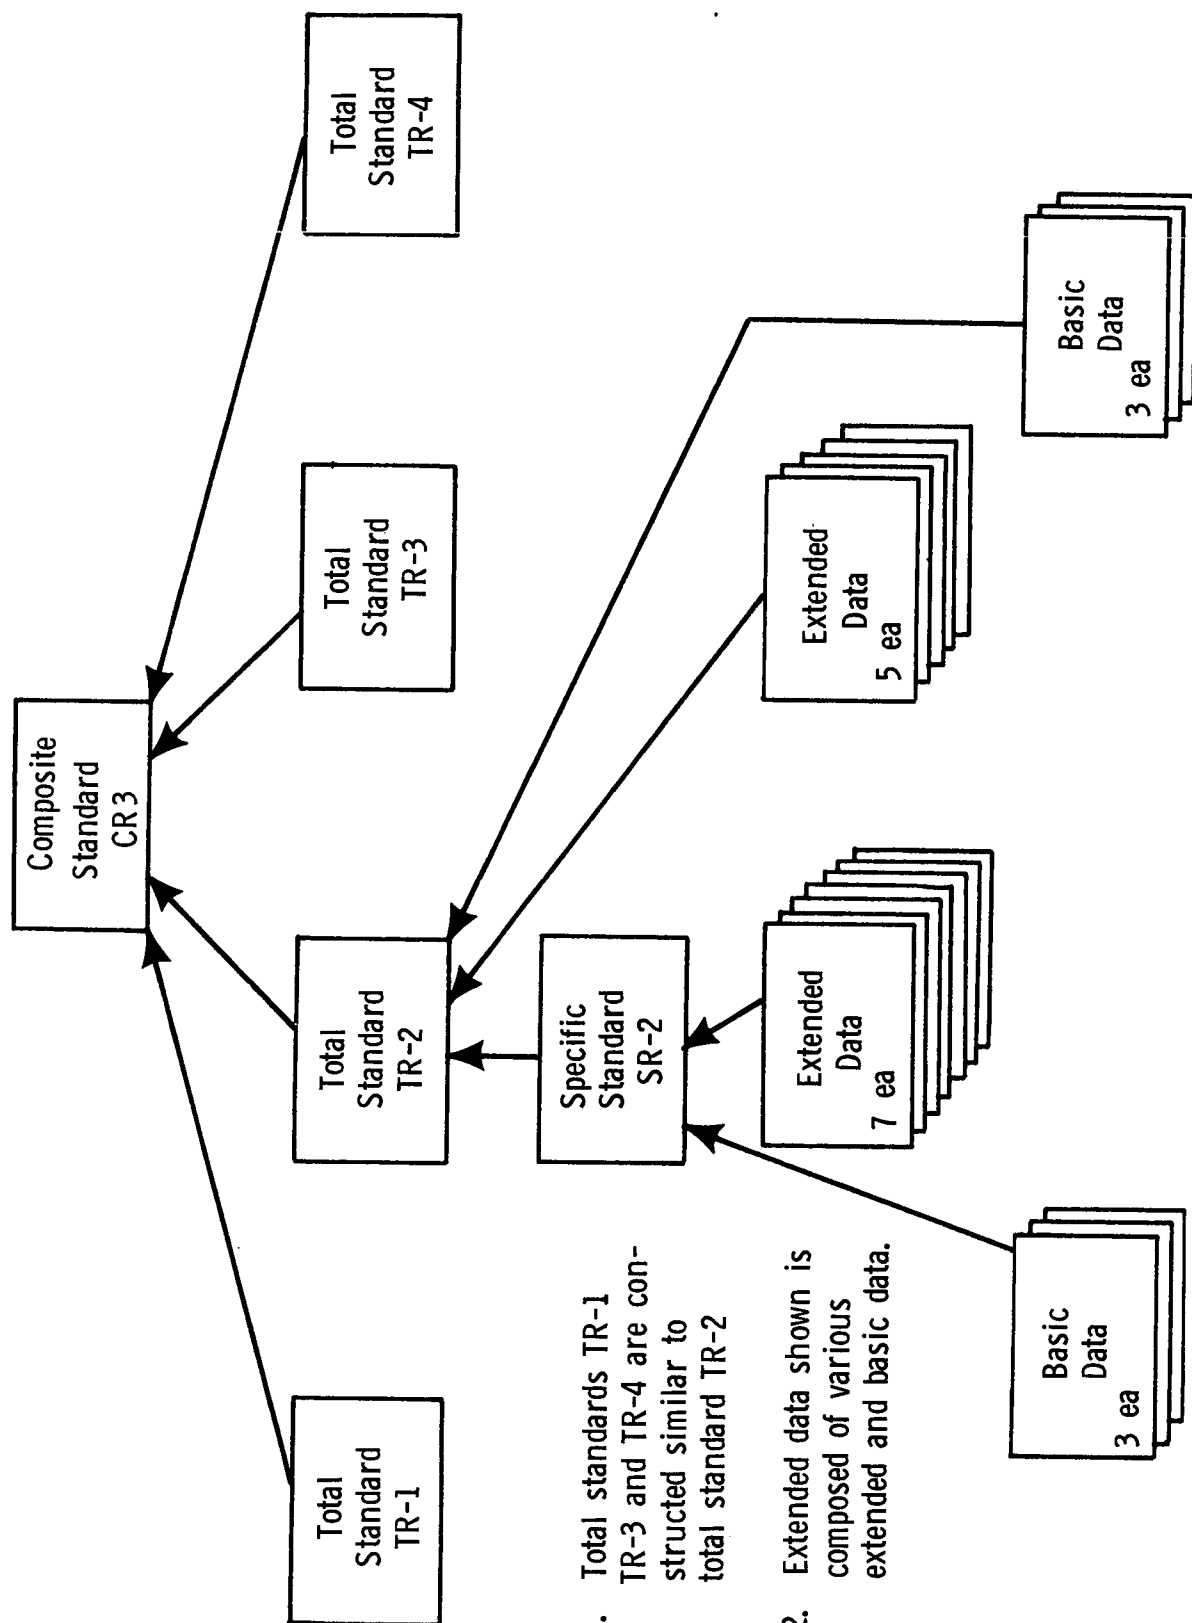 Composite
Standard
CR3
Total
Standard
TR-1
Total
Standard
TR-2
Total
Standard
TR-3
Total
Standard
TR-4
Specific
Standard
SR-2
. Total standards TR-1
TR-3 and TR-4 are con-
structed similar to
total standard TR-2
2. Extended data shown is
composed of various
extended and basic data.
Extended
Data
7 ea
Extended
Data
5 ea
Basic
Data
3 ea
Basic
Data
3 ea